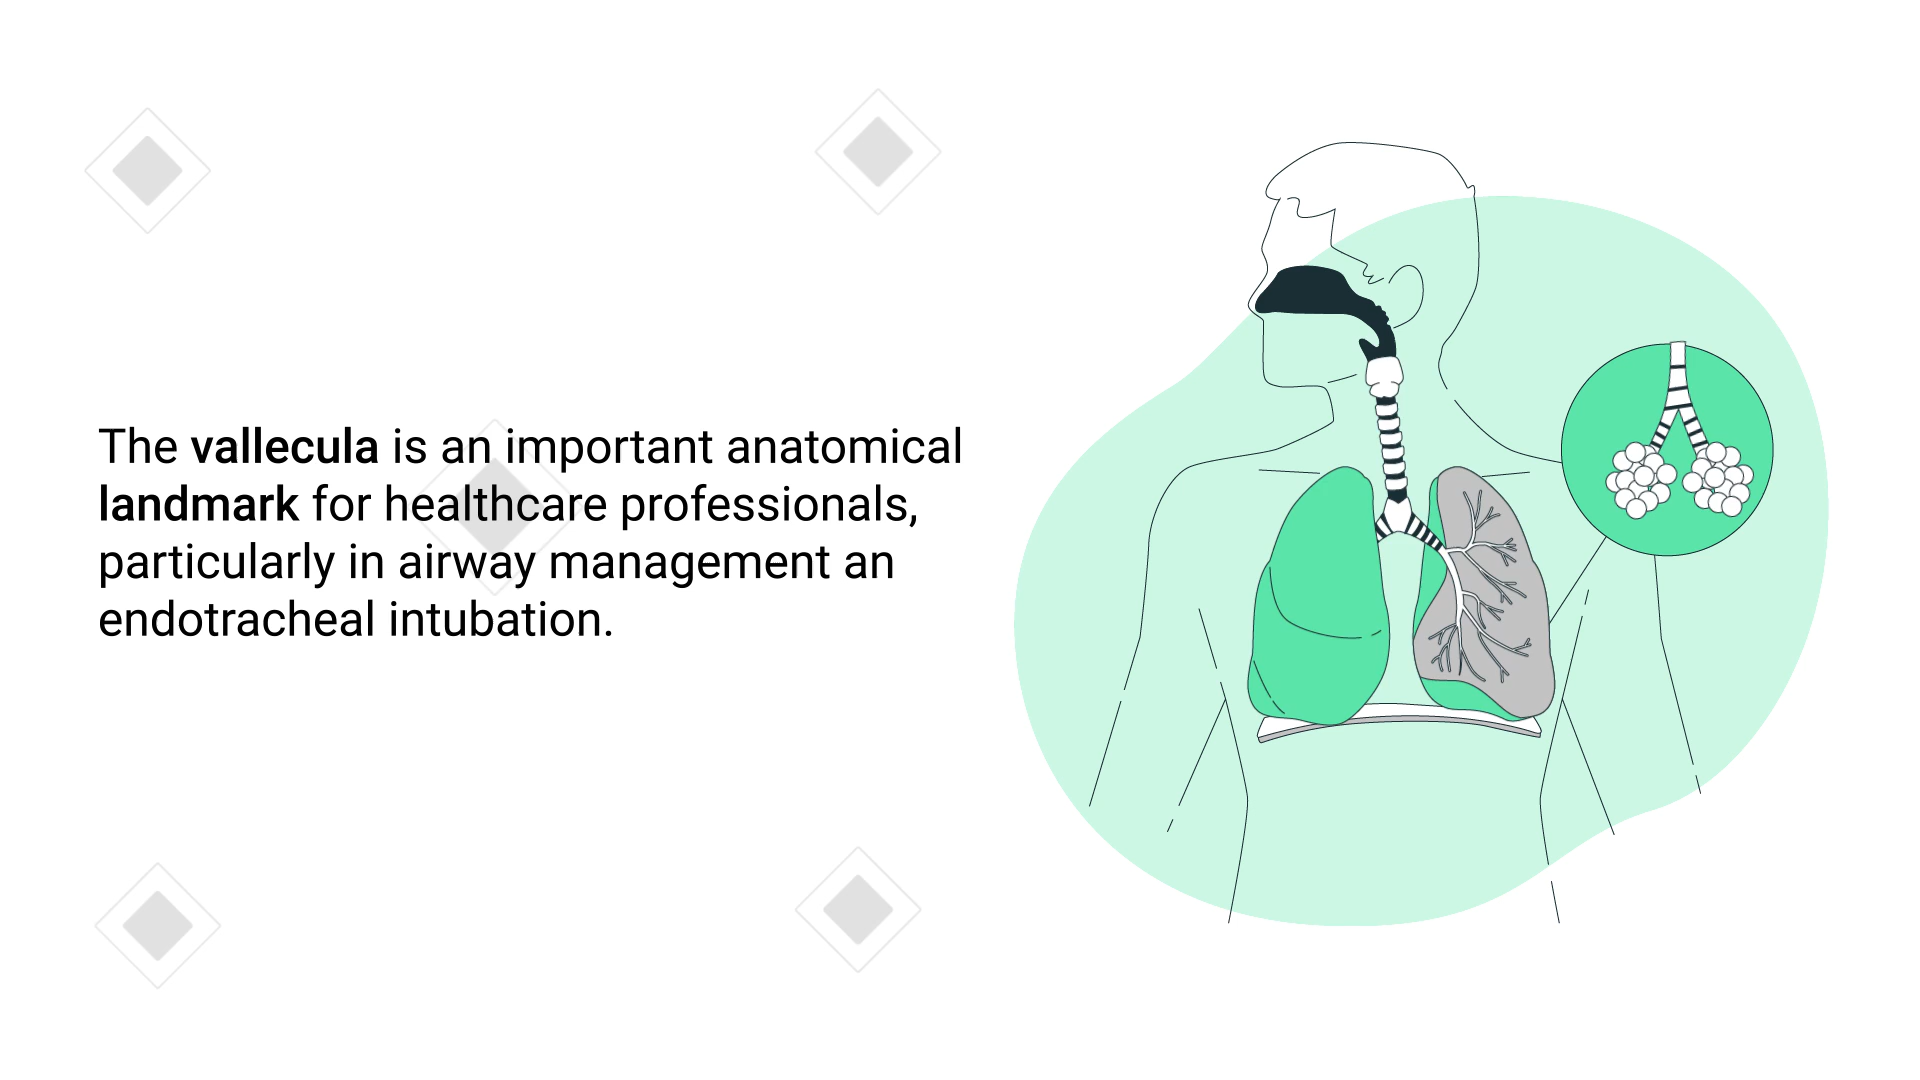 The vallecula is an important anatomical
landmark for healthcare professionals,
particularly in airway management an
endotracheal intubation.